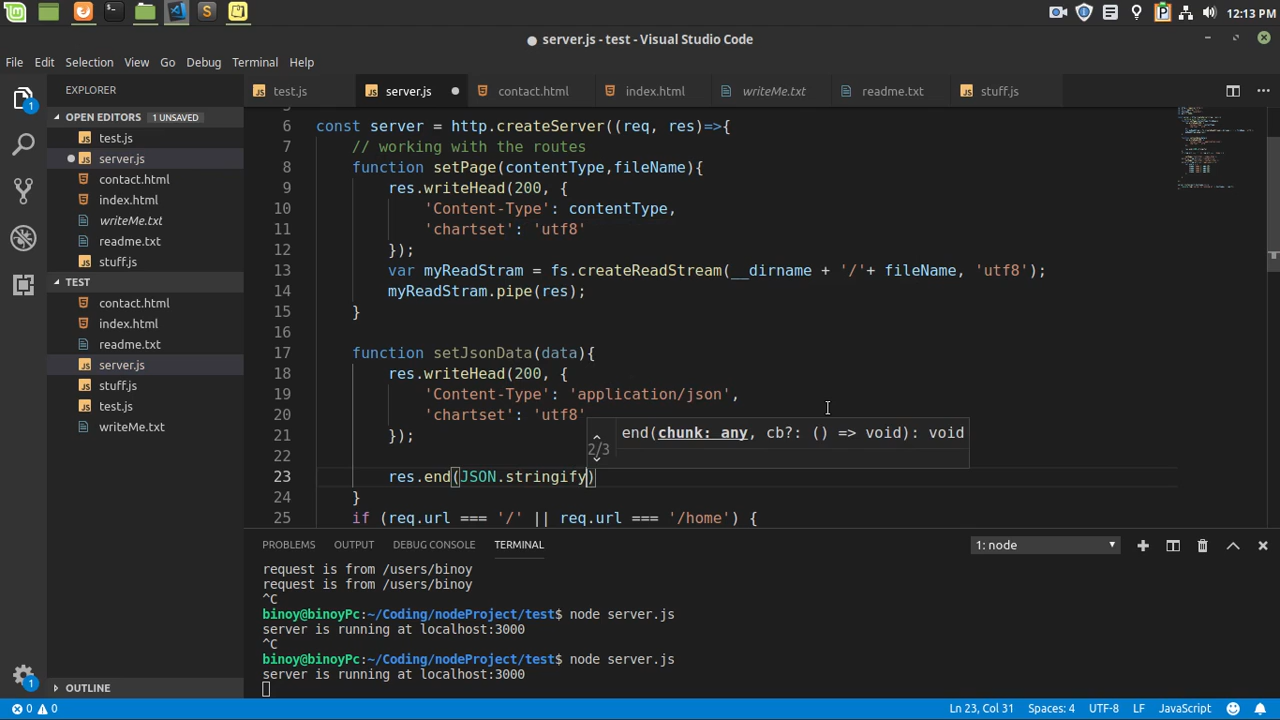 12:13 PM
server.js - test - Visual Studio Code
File Edit Selection View Go Debug Terminal Help
EXPLORER
OPEN EDITORS 1 UNSAVED
test.js
server.js
contact.html
index.html
writeMe.txt
readme.txt
stuff.js
TEST
contact.html
index.html
readme.txt
server.js
stuff.js
test.js
writeMe.txt
OUTLINE
1
1
test.js server.js contact.html index.html writeMe.txt readme.txt stuff.js
6 const server = http.createServer((req, res)=>{
7 // working with the routes
8 function setPage(contentType,fileName){
9 res.writeHead(200, {
10 'Content-Type': contentType,
11 'chartset': 'utf8'
12 });
13 var myReadStram = fs.createReadStream(__dirname + '/'+ fileName, 'utf8');
14 myReadStram.pipe(res);
15 }
16
17 function setJsonData(data){
18 res.writeHead(200, {
19 'Content-Type': 'application/json',
20 'chartset': 'utf8'
21 });
22
23 res.end(JSON.stringify)
24 }
25 if (req.url === '/' || req.url === '/home') {
2/3 end(chunk: any, cb?: () => void): void
PROBLEMS OUTPUT DEBUG CONSOLE TERMINAL 1: node
request is from /users/binoy
request is from /users/binoy
^C
binoy@binoyPc:~/Coding/nodeProject/test$ node server.js
server is running at localhost:3000
^C
binoy@binoyPc:~/Coding/nodeProject/test$ node server.js
server is running at localhost:3000
0 0 Ln 23, Col 31 Spaces: 4 UTF-8 LF JavaScript